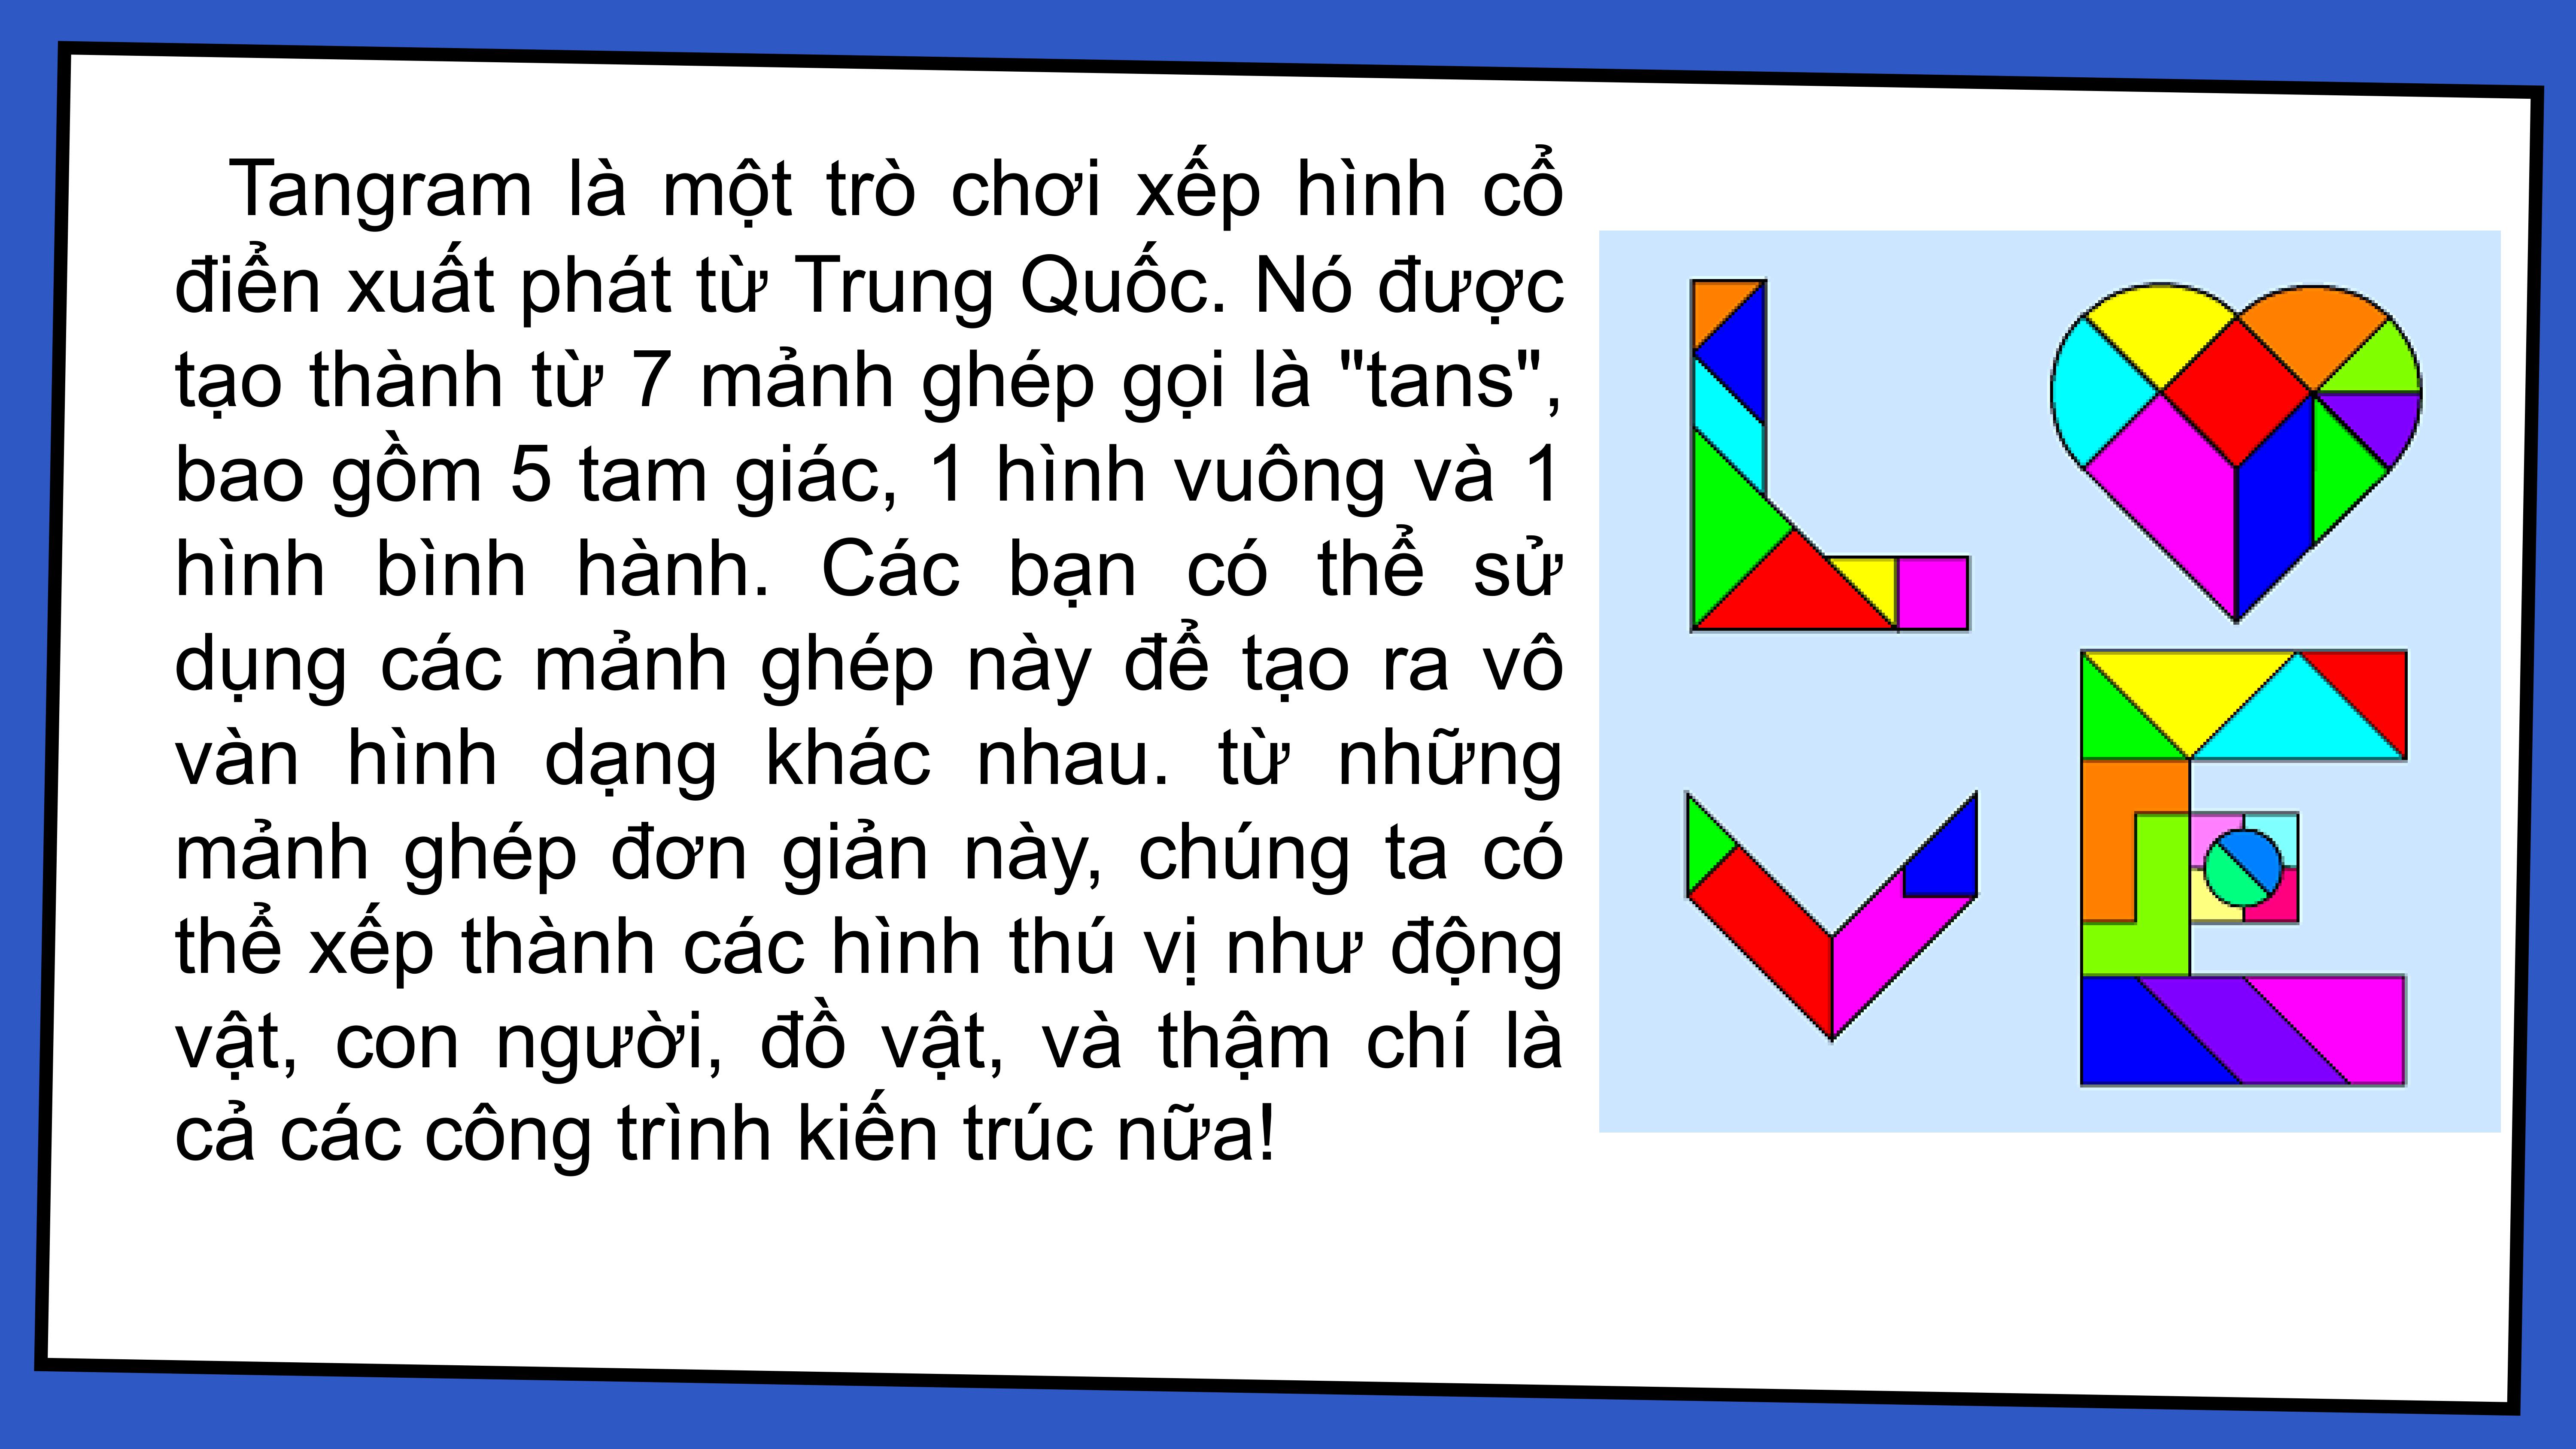 Tangram là một trò chơi xếp hình cổ
điển xuất phát từ Trung Quốc. Nó được
tạo thành từ 7 mảnh ghép gọi là "tans",
bao gồm 5 tam giác, 1 hình vuông và 1
hình bình hành. Các bạn có thể sử
dụng các mảnh ghép này để tạo ra vô
vàn hình dạng khác nhau. từ những
mảnh ghép đơn giản này, chúng ta có
thể xếp thành các hình thú vị như động
vật, con người, đồ vật, và thậm chí là
cả các công trình kiến trúc nữa!